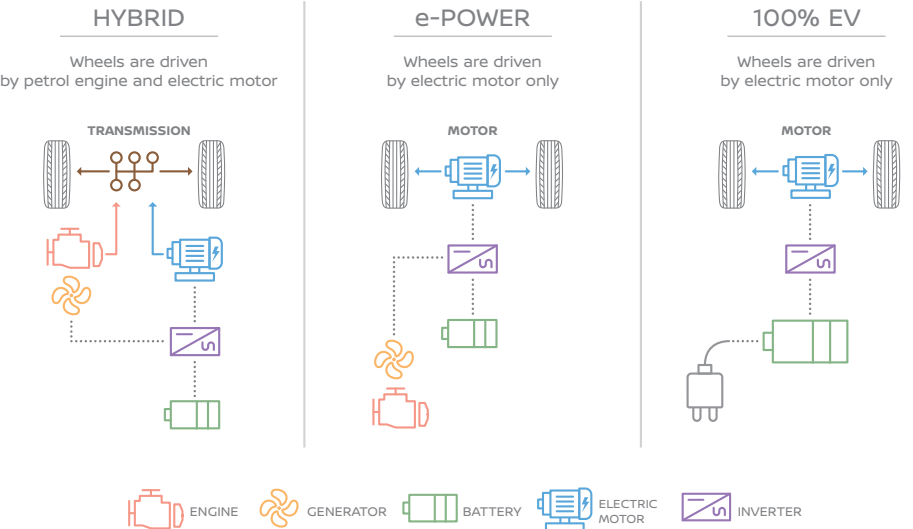 HYBRID
Wheels are driven
by petrol engine and electric motor
TRANSMISSION
e-POWER
Wheels are driven
by electric motor only
MOTOR
100% EV
Wheels are driven
by electric motor only
MOTOR
ENGINE
GENERATOR
BATTERY
ELECTRIC
MOTOR
INVERTER